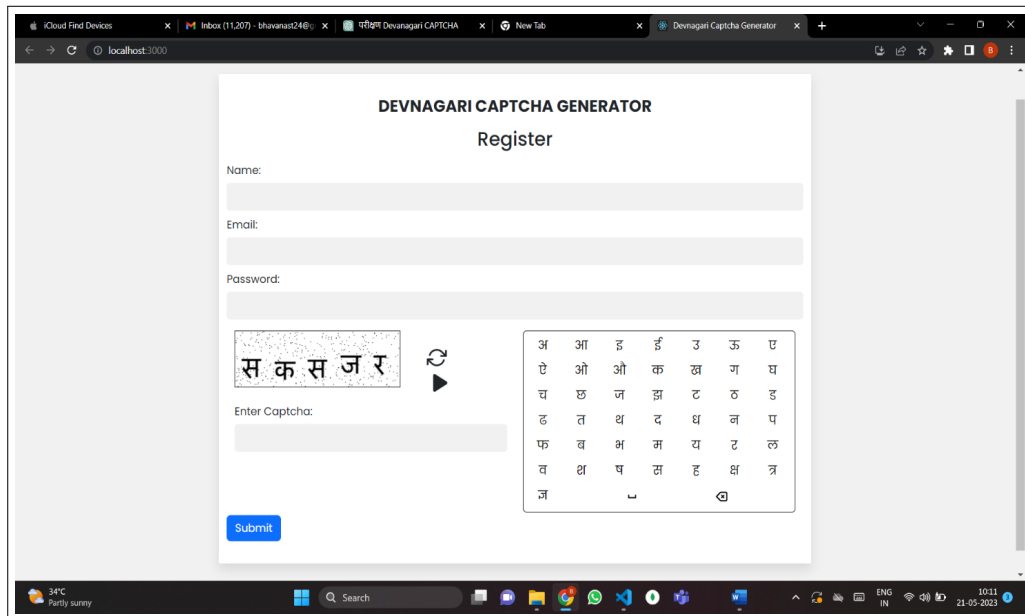 iCloud Find Devices
Inbox (11,207) - bhavanast24@g
परीक्षण Devanagari CAPTCHA
New Tab
Devnagari Captcha Generator
localhost:3000
B
DEVNAGARI CAPTCHA GENERATOR
Register
Name:
Email:
Password:
स क स ज र
Enter Captcha:
अ आ इ ई उ ऊ ए
ऐ ओ औ क ख ग घ
च छ ज झ ट ठ ड
ढ त थ द ध न प
फ ब भ म य र ल
व श ष स ह क्ष त्र
ज्ञ
Submit
34°C
Partly sunny
Search
ENG
IN
10:11
21-05-2023
3